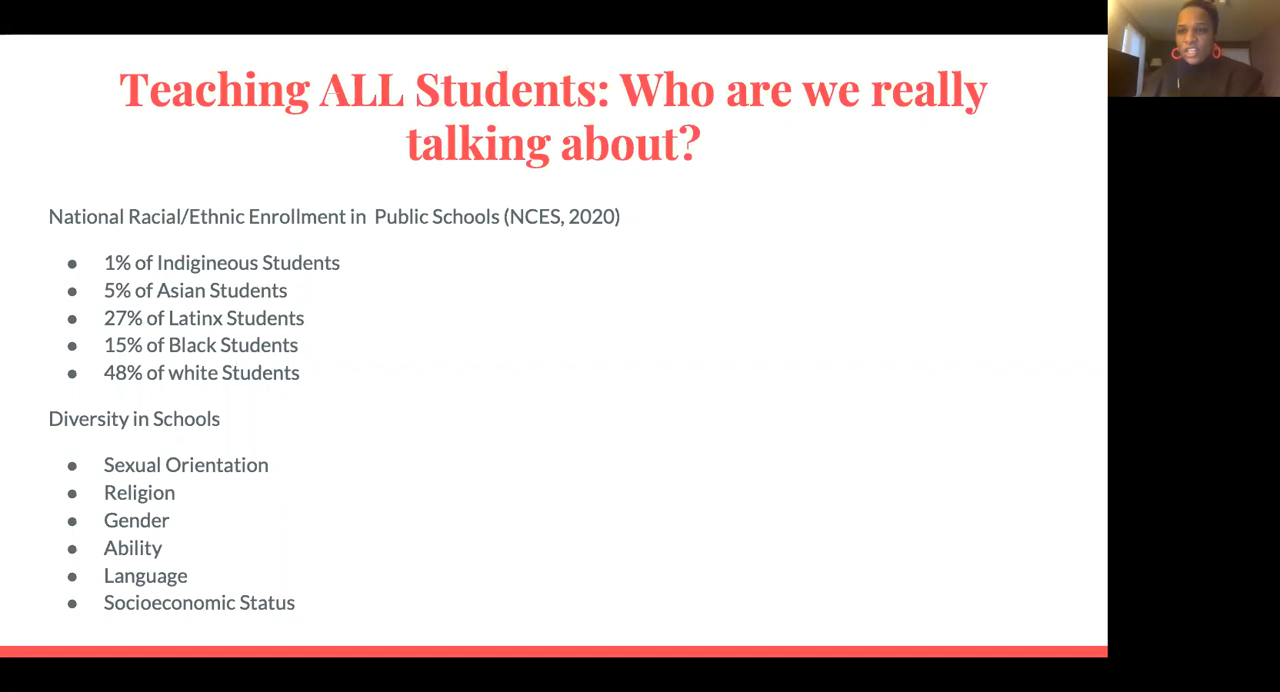 Teaching ALL Students: Who are we really
talking about?
National Racial/Ethnic Enrollment in Public Schools (NCES, 2020)
● 1% of Indigineous Students
● 5% of Asian Students
● 27% of Latinx Students
● 15% of Black Students
● 48% of white Students
Diversity in Schools
● Sexual Orientation
● Religion
● Gender
● Ability
● Language
● Socioeconomic Status